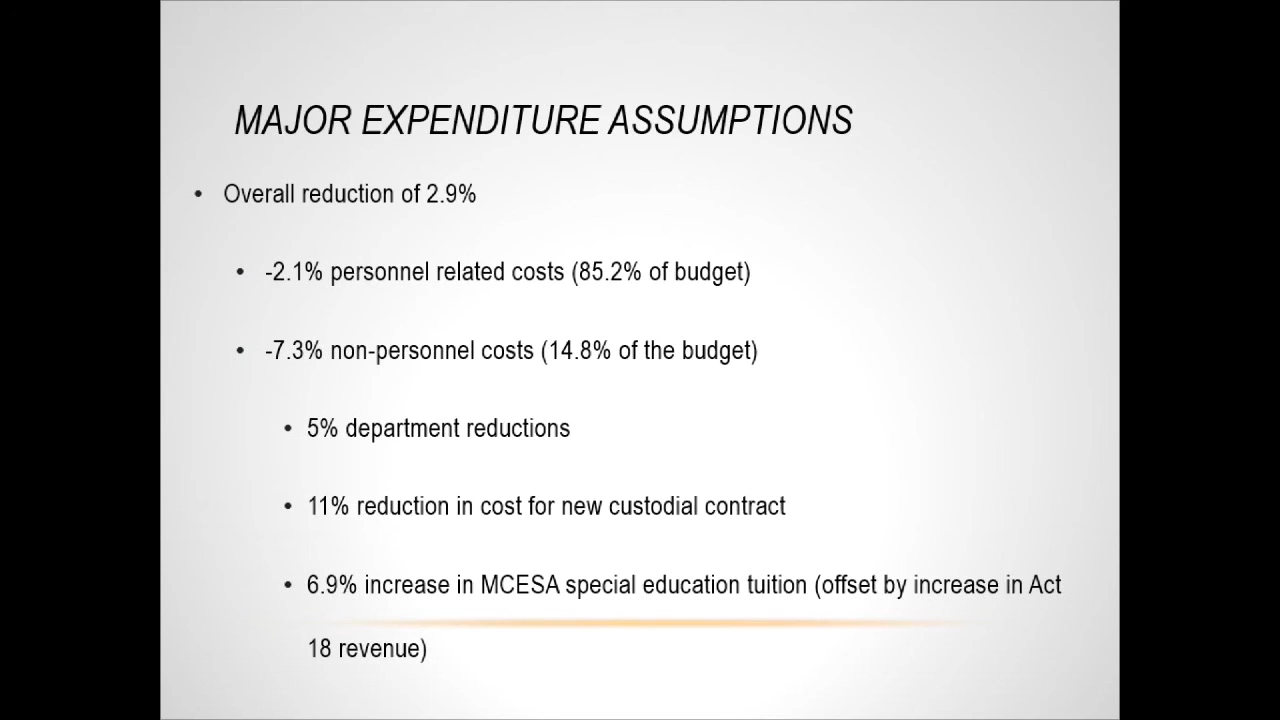 MAJOR EXPENDITURE ASSUMPTIONS
• Overall reduction of 2.9%
• -2.1% personnel related costs (85.2% of budget)
• -7.3% non-personnel costs (14.8% of the budget)
• 5% department reductions
• 11% reduction in cost for new custodial contract
• 6.9% increase in MCESA special education tuition (offset by increase in Act
18 revenue)